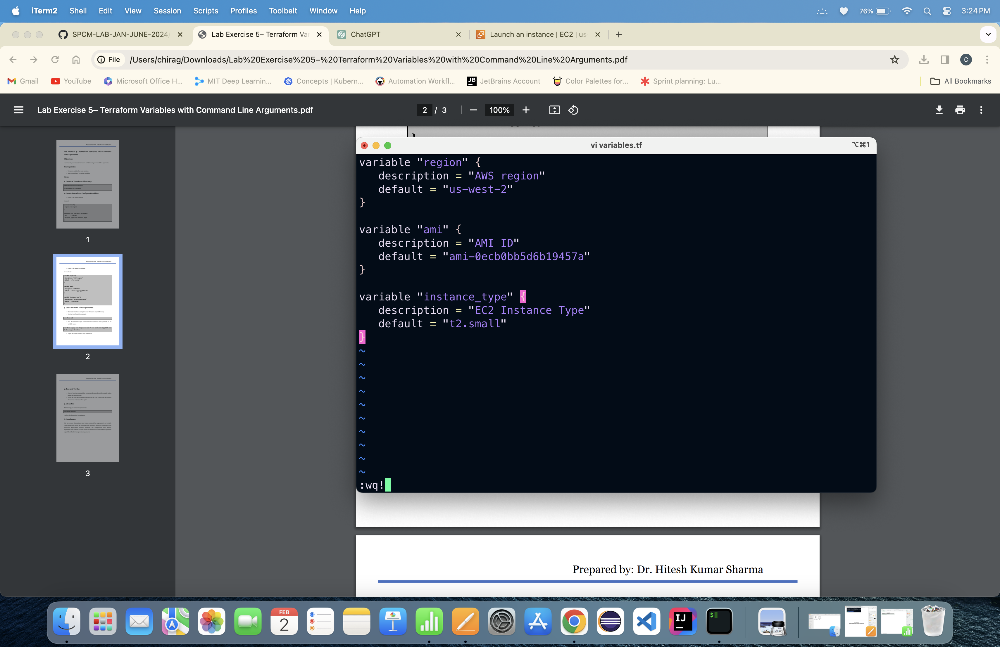 iTerm2 Shell Edit View Session Scripts Profiles Toolbelt Window Help 76% 3:24 PM
SPCM-LAB-JAN-JUNE-2024/ Lab Exercise 5– Terraform Va ChatGPT Launch an instance | EC2 | us
File /Users/chirag/Downloads/Lab%20Exercise%205–%20Terraform%20Variables%20with%20Command%20Line%20Arguments.pdf C
Gmail YouTube Microsoft Office H... MIT Deep Learnin... Concepts | Kubern... Automation Workfl... JetBrains Account Color Palettes for... Sprint planning: Lu... All Bookmarks
Lab Exercise 5– Terraform Variables with Command Line Arguments.pdf 2 / 3 100%
1
2
3
}
vi variables.tf ⌥⌘1
variable "region" {
description = "AWS region"
default = "us-west-2"
}
variable "ami" {
description = "AMI ID"
default = "ami-0ecb0bb5d6b19457a"
}
variable "instance_type" {
description = "EC2 Instance Type"
default = "t2.small"
}
~
~
~
~
~
~
~
~
~
~
:wq!
Prepared by: Dr. Hitesh Kumar Sharma
FEB
2
IJ
$